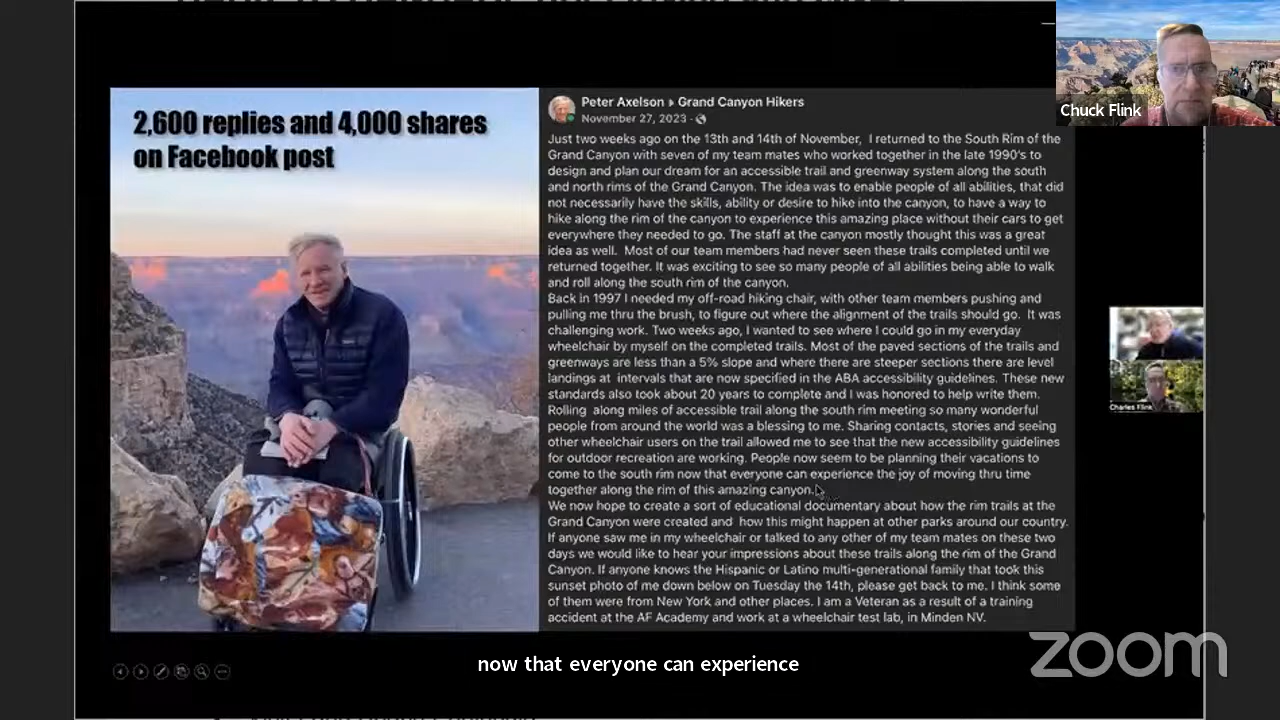 Chuck Flink
2,600 replies and 4,000 shares
on Facebook post
Peter Axelson ▸ Grand Canyon Hikers
November 27, 2023 ·
Just two weeks ago on the 13th and 14th of November, I returned to the South Rim of the
Grand Canyon with seven of my team mates who worked together in the late 1990's to
design and plan our dream for an accessible trail and greenway system along the south
and north rims of the Grand Canyon. The idea was to enable people of all abilities, that did
not necessarily have the skills, ability or desire to hike into the canyon, to have a way to
hike along the rim of the canyon to experience this amazing place without their cars to get
everywhere they needed to go. The staff at the canyon mostly thought this was a great
idea as well. Most of our team members had never seen these trails completed until we
returned together. It was exciting to see so many people of all abilities being able to walk
and roll along the south rim of the canyon.
Back in 1997 I needed my off-road hiking chair, with other team members pushing and
pulling me thru the brush, to figure out where the alignment of the trails should go. It was
challenging work. Two weeks ago, I wanted to see where I could go in my everyday
wheelchair by myself on the completed trails. Most of the paved sections of the trails and
greenways are less than a 5% slope and where there are steeper sections there are level
landings at intervals that are now specified in the ABA accessibility guidelines. These new
standards also took about 20 years to complete and I was honored to help write them.
Rolling along miles of accessible trail along the south rim meeting so many wonderful
people from around the world was a blessing to me. Sharing contacts, stories and seeing
other wheelchair users on the trail allowed me to see that the new accessibility guidelines
for outdoor recreation are working. People now seem to be planning their vacations to
come to the south rim now that everyone can experience the joy of moving thru time
together along the rim of this amazing canyon.
We now hope to create a sort of educational documentary about how the rim trails at the
Grand Canyon were created and how this might happen at other parks around our country.
If anyone saw me in my wheelchair or talked to any other of my team mates on these two
days we would like to hear your impressions about these trails along the rim of the Grand
Canyon. If anyone knows the Hispanic or Latino multi-generational family that took this
sunset photo of me down below on Tuesday the 14th, please get back to me. I think some
of them were from New York and other places. I am a Veteran as a result of a training
accident at the AF Academy and work at a wheelchair test lab, in Minden NV.
Charles Flink
now that everyone can experience
zoom